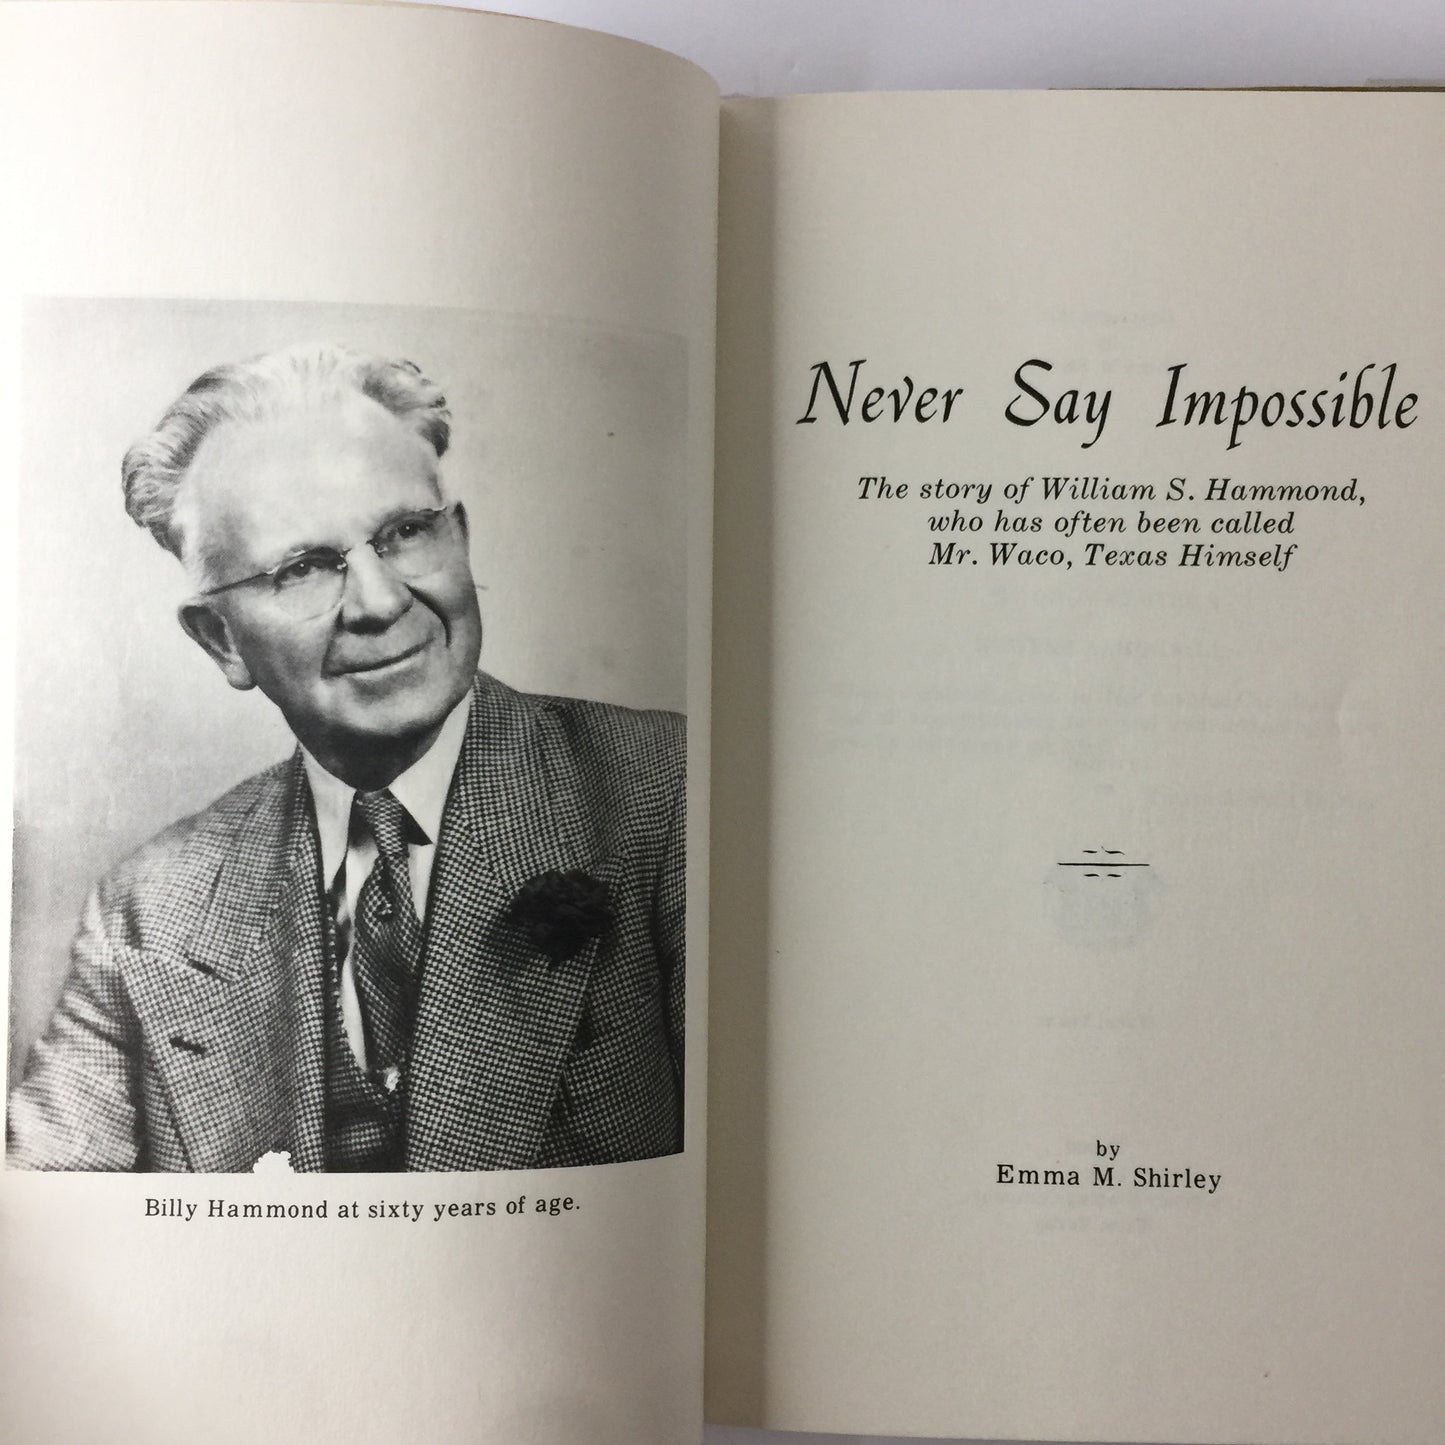 Billy Hammond at sixty years of age.
Never Say Impossible
The story of William S. Hammond,
who has often been called
Mr. Waco, Texas Himself
by
Emma M. Shirley